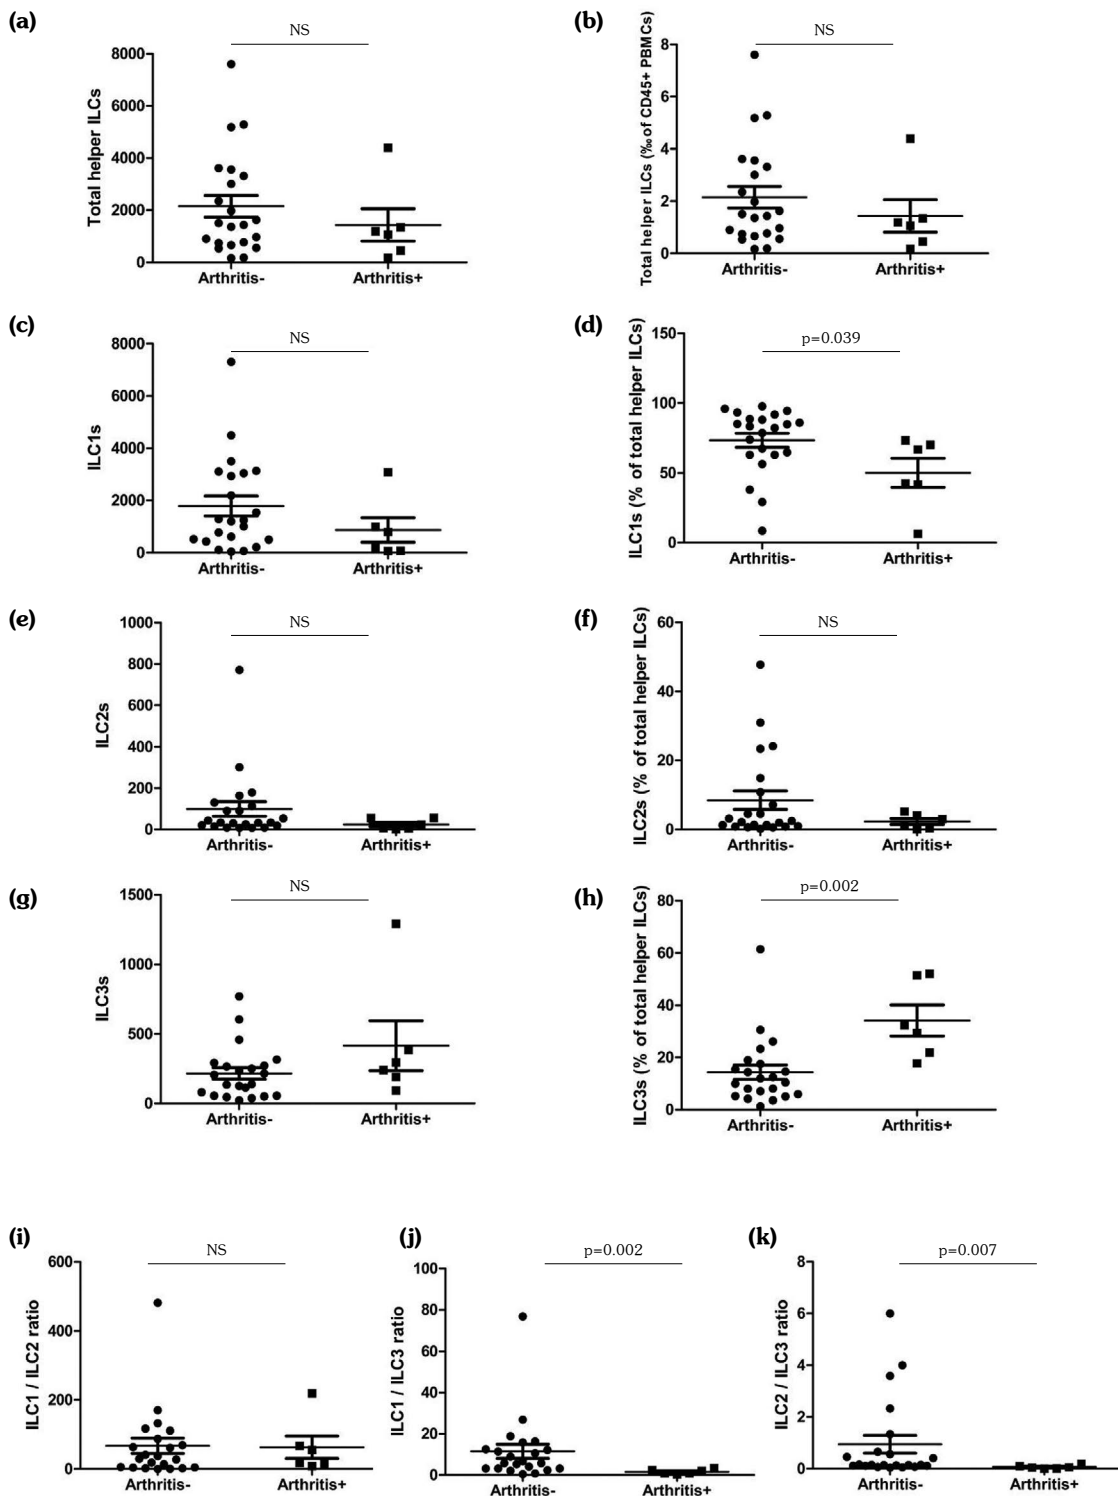 (a)
NS
Total helper ILCs
8000
6000
4000
2000
0
Arthritis-
Arthritis+
(b)
NS
Total helper ILCs (‰of CD45+ PBMCs)
8
6
4
2
0
Arthritis-
Arthritis+
(c)
NS
ILC1s
8000
6000
4000
2000
0
Arthritis-
Arthritis+
(d)
p=0.039
ILC1s (% of total helper ILCs)
150
100
50
0
Arthritis-
Arthritis+
(e)
NS
ILC2s
1000
800
600
400
200
0
Arthritis-
Arthritis+
(f)
NS
ILC2s (% of total helper ILCs)
60
40
20
0
Arthritis-
Arthritis+
(g)
NS
ILC3s
1500
1000
500
0
Arthritis-
Arthritis+
(h)
p=0.002
ILC3s (% of total helper ILCs)
80
60
40
20
0
Arthritis-
Arthritis+
(i)
NS
ILC1 / ILC2 ratio
600
400
200
0
Arthritis-
Arthritis+
(j)
p=0.002
ILC1 / ILC3 ratio
100
80
60
40
20
0
Arthritis-
Arthritis+
(k)
p=0.007
ILC2 / ILC3 ratio
8
6
4
2
0
Arthritis-
Arthritis+